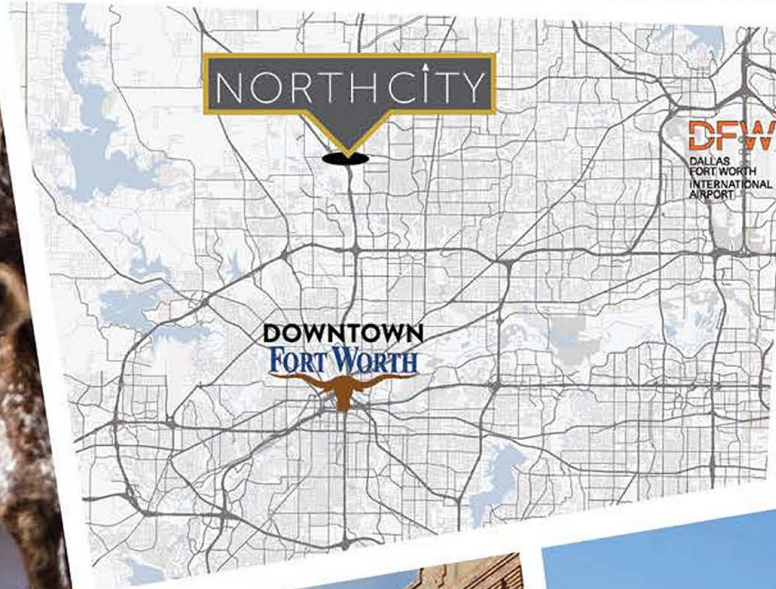 NORTHCITY
DFW
DALLAS
FORT WORTH
INTERNATIONAL
AIRPORT
DOWNTOWN
FORT WORTH